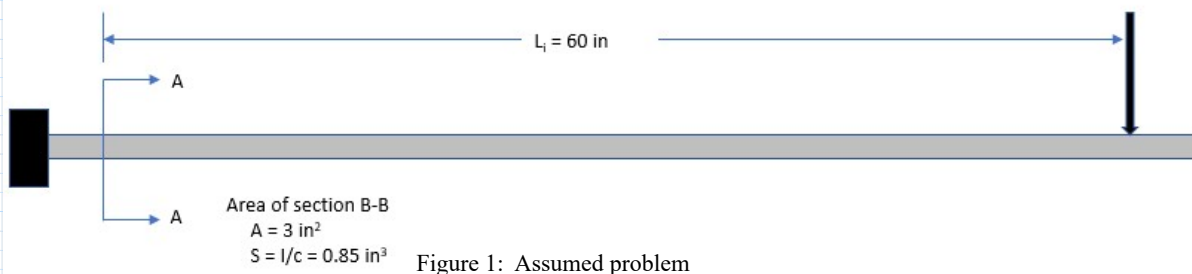 Lᵢ = 60 in
A
A
Area of section B-B
A = 3 in²
S = I/c = 0.85 in³
Figure 1: Assumed problem